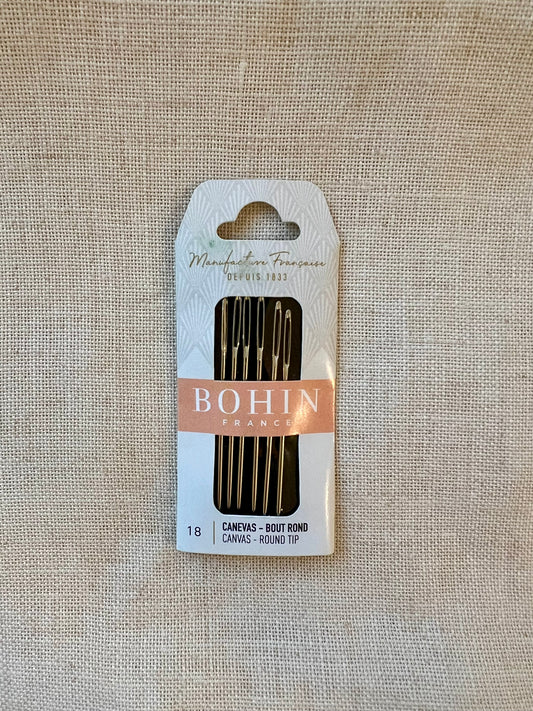 Manufacture Française
DEPUIS 1833
BOHIN
FRANCE
18
CANEVAS - BOUT ROND
CANVAS - ROUND TIP